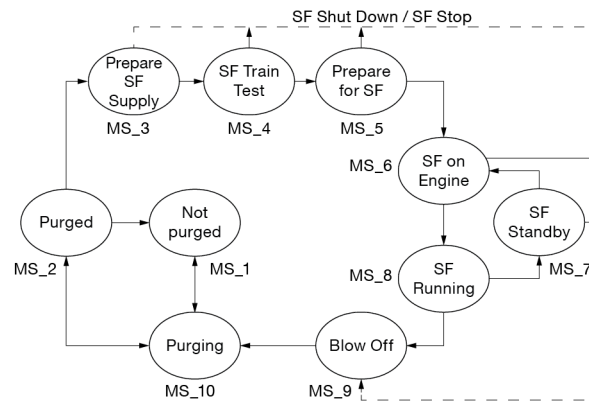 SF Shut Down / SF Stop
Prepare
SF
Supply
MS_3
SF Train
Test
MS_4
Prepare
for SF
MS_5
MS_6
SF on
Engine
Purged
MS_2
Not
purged
MS_1
SF
Standby
MS_7
MS_8
SF
Running
Purging
MS_10
Blow Off
MS_9